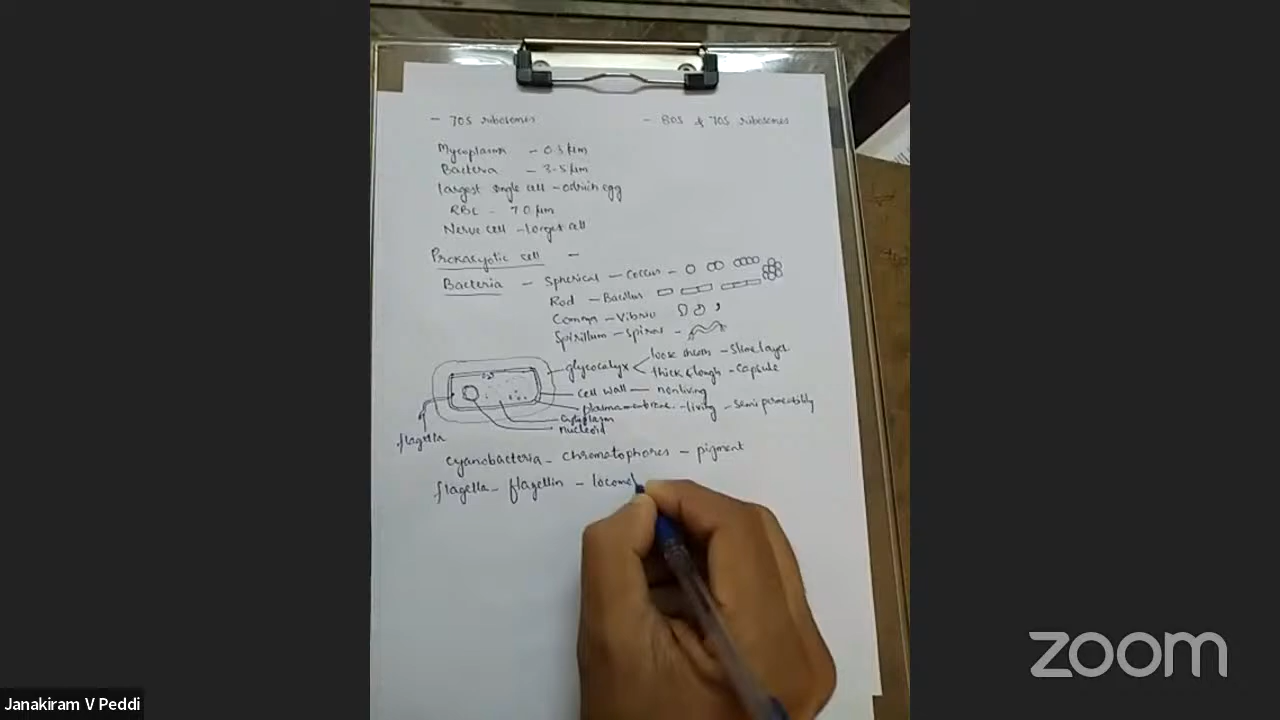 - 70S ribosomes
- 80S & 70S ribosomes
Mycoplasma - 0.3 µm
Bacteria - 3-5 µm
largest single cell - ostrich egg
RBC - 7.0 µm
Nerve cell - longest cell
Prokaryotic cell -
Bacteria - Spherical - Coccus -
Rod - Bacillus
Comma - Vibrio
Spirillum - Spiral -
glycocalyx
loose sheath - Slime layer
thick & tough - Capsule
cell wall - nonliving
plasma membrane - living - Semi permeability
cytoplasm
nucleoid
flagella
cyanobacteria - chromatophores - pigment
flagella - flagellin - locomo
zoom
Janakiram V Peddi